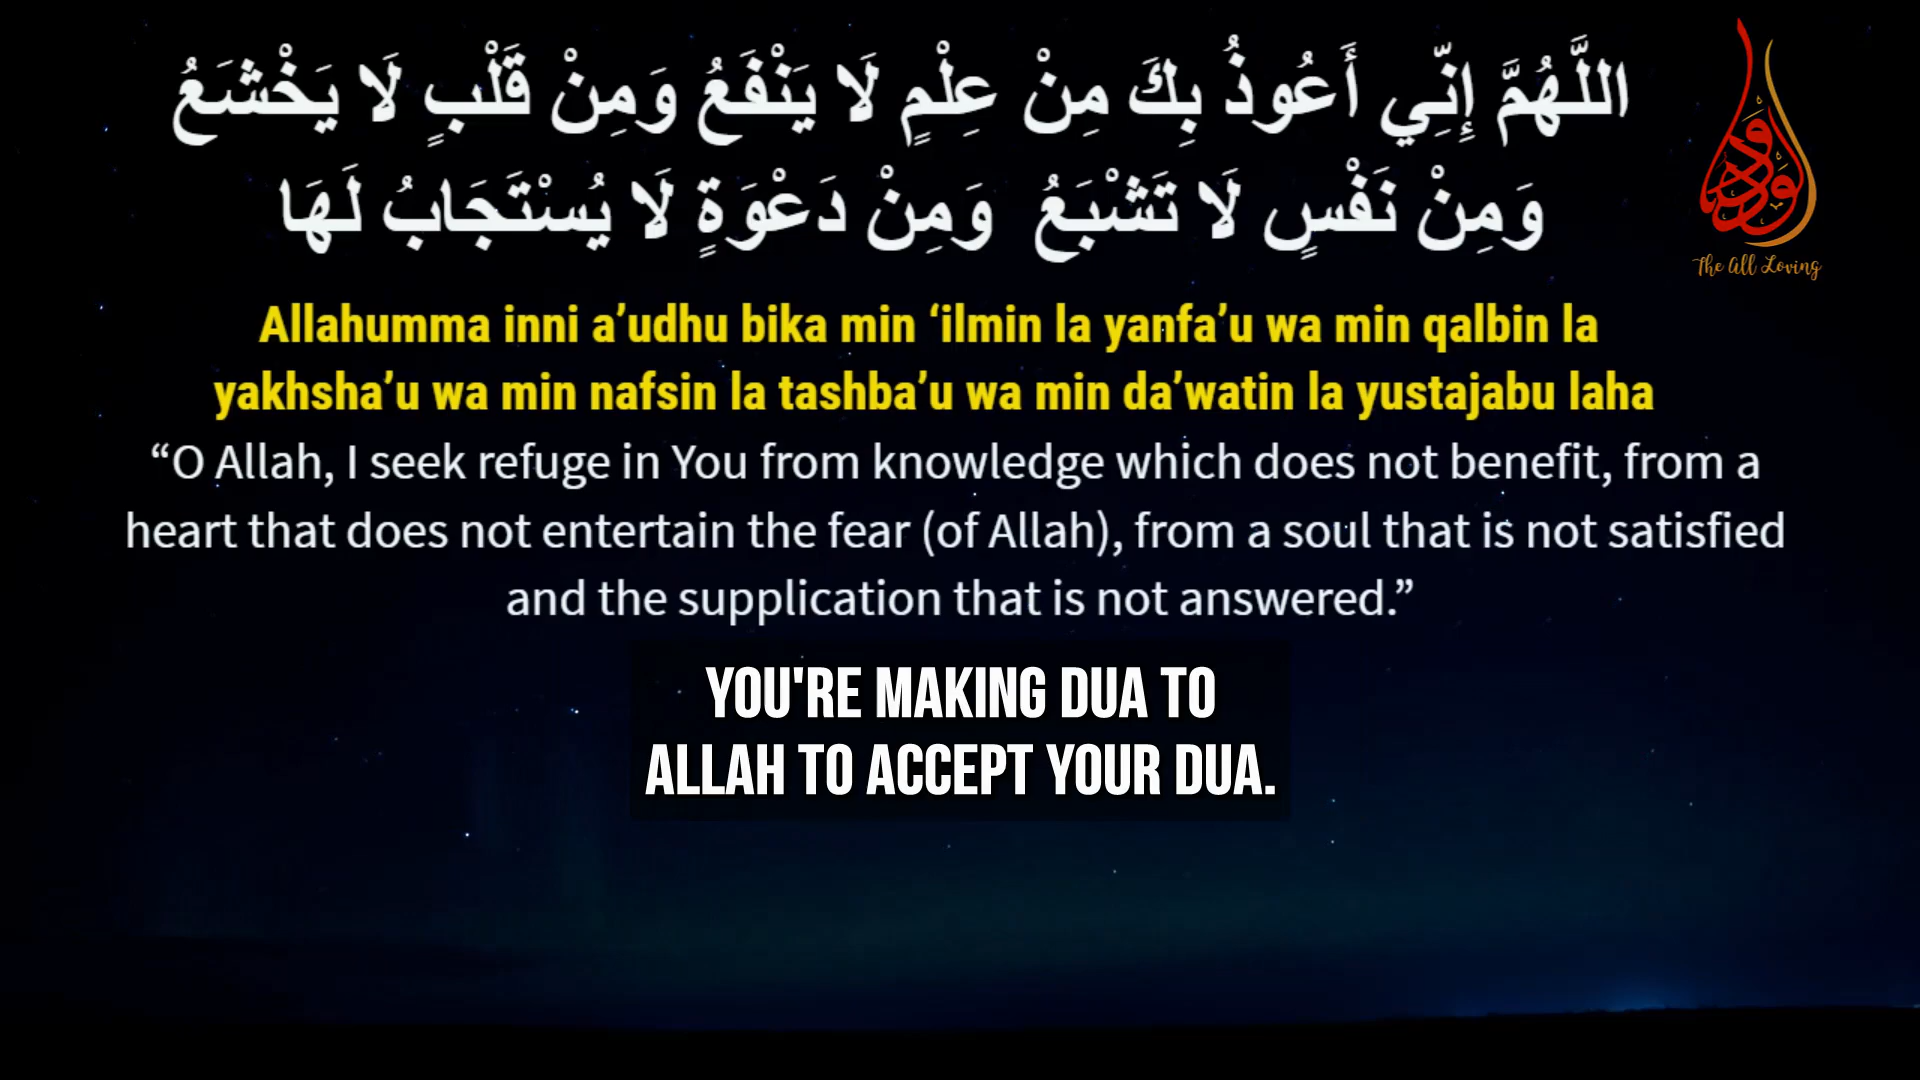 اللَّهُمَّ إِنِّي أَعُوذُ بِكَ مِنْ عِلْمٍ لَا يَنْفَعُ وَمِنْ قَلْبٍ لَا يَخْشَعُ
وَمِنْ نَفْسٍ لَا تَشْبَعُ وَمِنْ دَعْوَةٍ لَا يُسْتَجَابُ لَهَا
The All Loving
Allahumma inni a’udhu bika min ‘ilmin la yanfa’u wa min qalbin la
yakhsha’u wa min nafsin la tashba’u wa min da’watin la yustajabu laha
“O Allah, I seek refuge in You from knowledge which does not benefit, from a
heart that does not entertain the fear (of Allah), from a soul that is not satisfied
and the supplication that is not answered.”
YOU'RE MAKING DUA TO
ALLAH TO ACCEPT YOUR DUA.